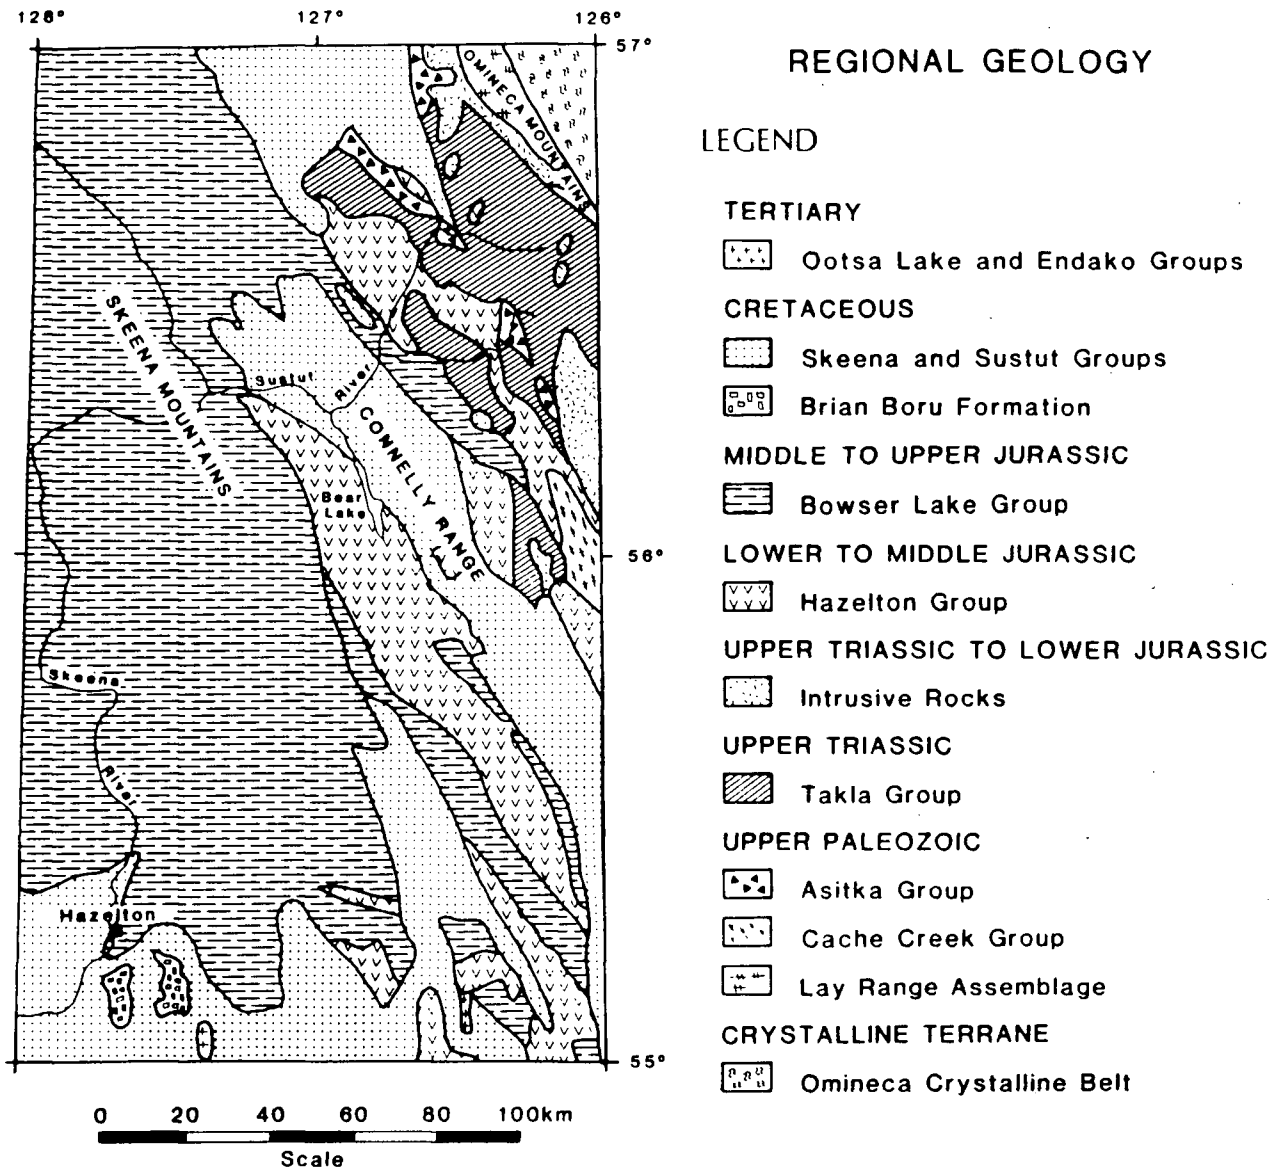 128° 127° 126°
57°
REGIONAL GEOLOGY
OMINECA MOUNTAINS
SKEENA MOUNTAINS
Sustut
River
CONNELLY RANGE
Bear
Lake
56°
Skeena
River
Hazelton
55°
0 20 40 60 80 100km
Scale
LEGEND
TERTIARY
Ootsa Lake and Endako Groups
CRETACEOUS
Skeena and Sustut Groups
Brian Boru Formation
MIDDLE TO UPPER JURASSIC
Bowser Lake Group
LOWER TO MIDDLE JURASSIC
Hazelton Group
UPPER TRIASSIC TO LOWER JURASSIC
Intrusive Rocks
UPPER TRIASSIC
Takla Group
UPPER PALEOZOIC
Asitka Group
Cache Creek Group
Lay Range Assemblage
CRYSTALLINE TERRANE
Omineca Crystalline Belt